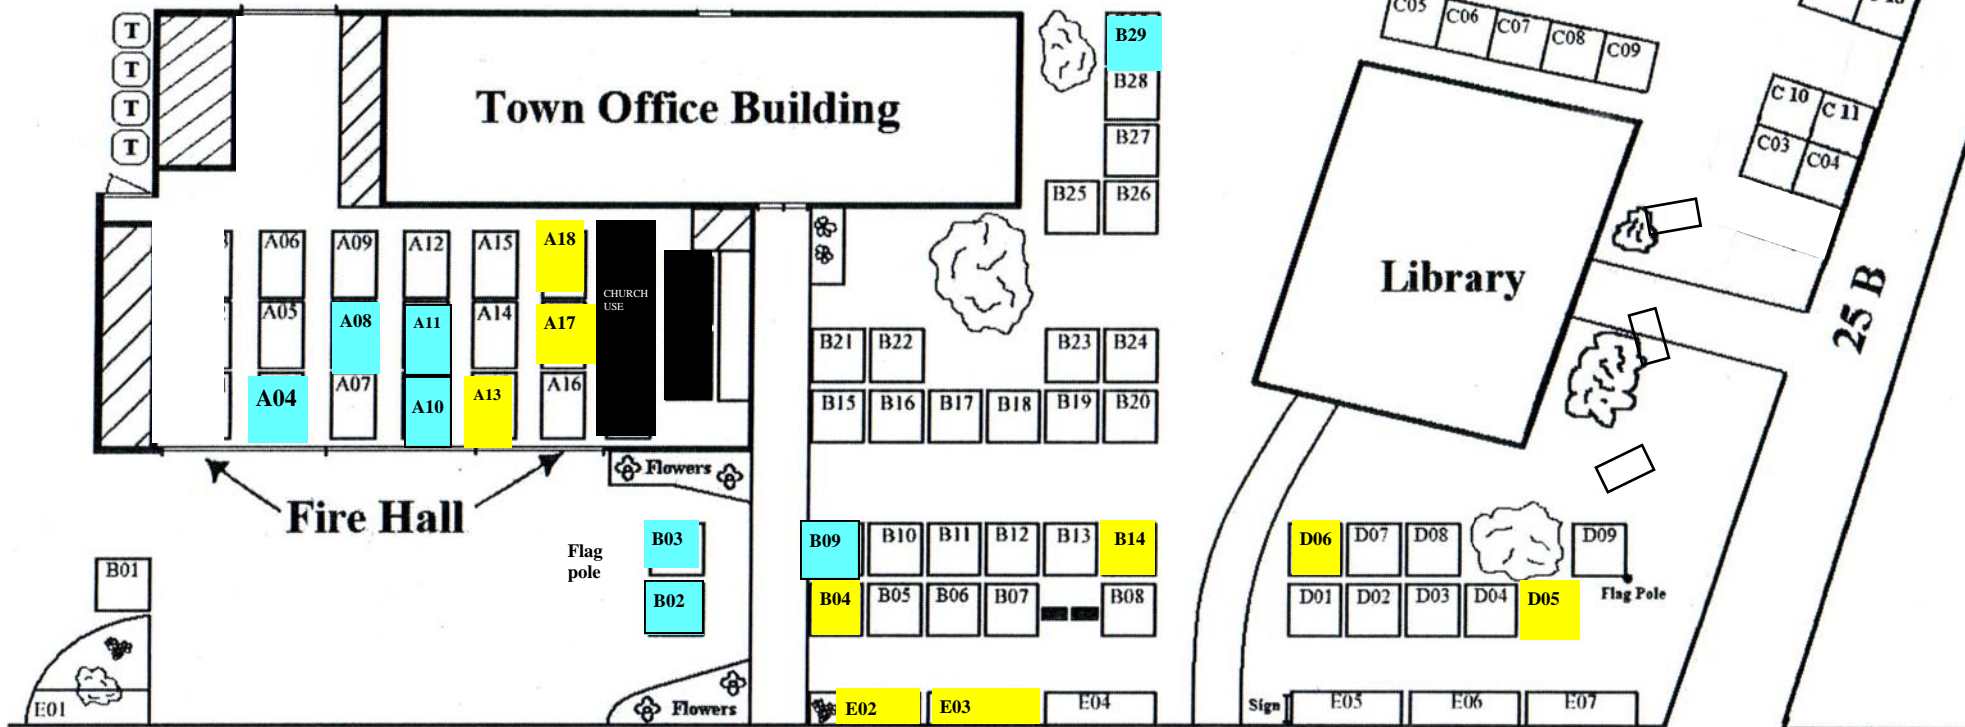 C05
C06
C07
C08
C09
T
T
T
T
Town Office Building
B29
B28
B27
B25
B26
C 10
C 11
C03
C04
A06
A09
A12
A15
A18
CHURCH
USE
Library
25 B
A05
A08
A11
A14
A17
B21
B22
B23
B24
A04
A07
A10
A13
A16
B15
B16
B17
B18
B19
B20
Flowers
Fire Hall
B03
Flag
pole
B09
B10
B11
B12
B13
B14
D06
D07
D08
D09
B01
B02
B04
B05
B06
B07
B08
D01
D02
D03
D04
D05
Flag Pole
E01
Flowers
E02
E03
E04
Sign
E05
E06
E07